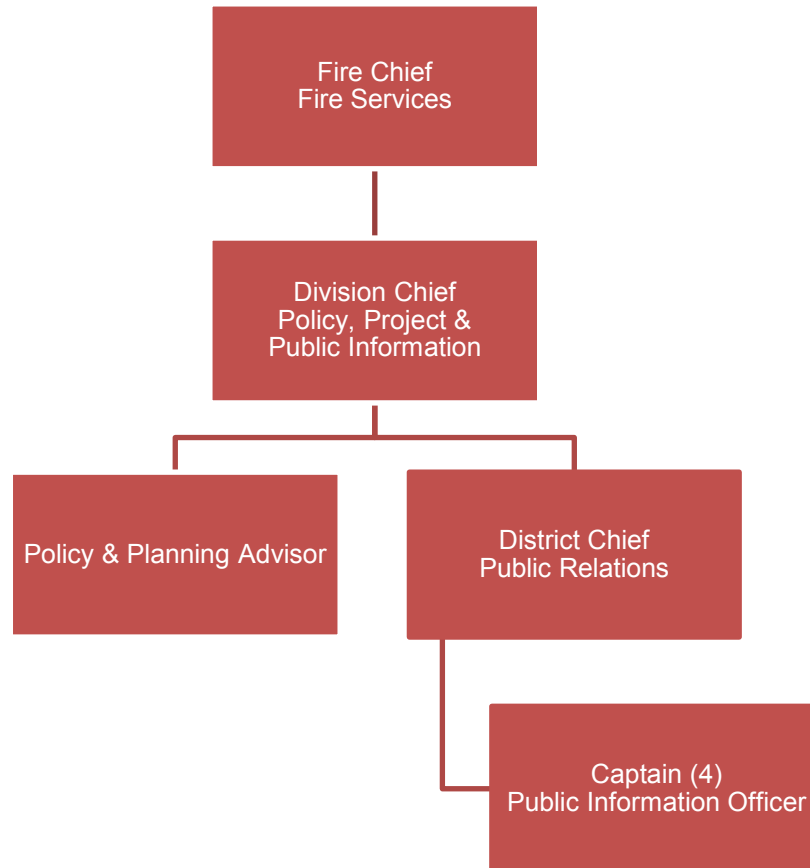 Fire Chief
Fire Services
Division Chief
Policy, Project &
Public Information
Policy & Planning Advisor
District Chief
Public Relations
Captain (4)
Public Information Officer